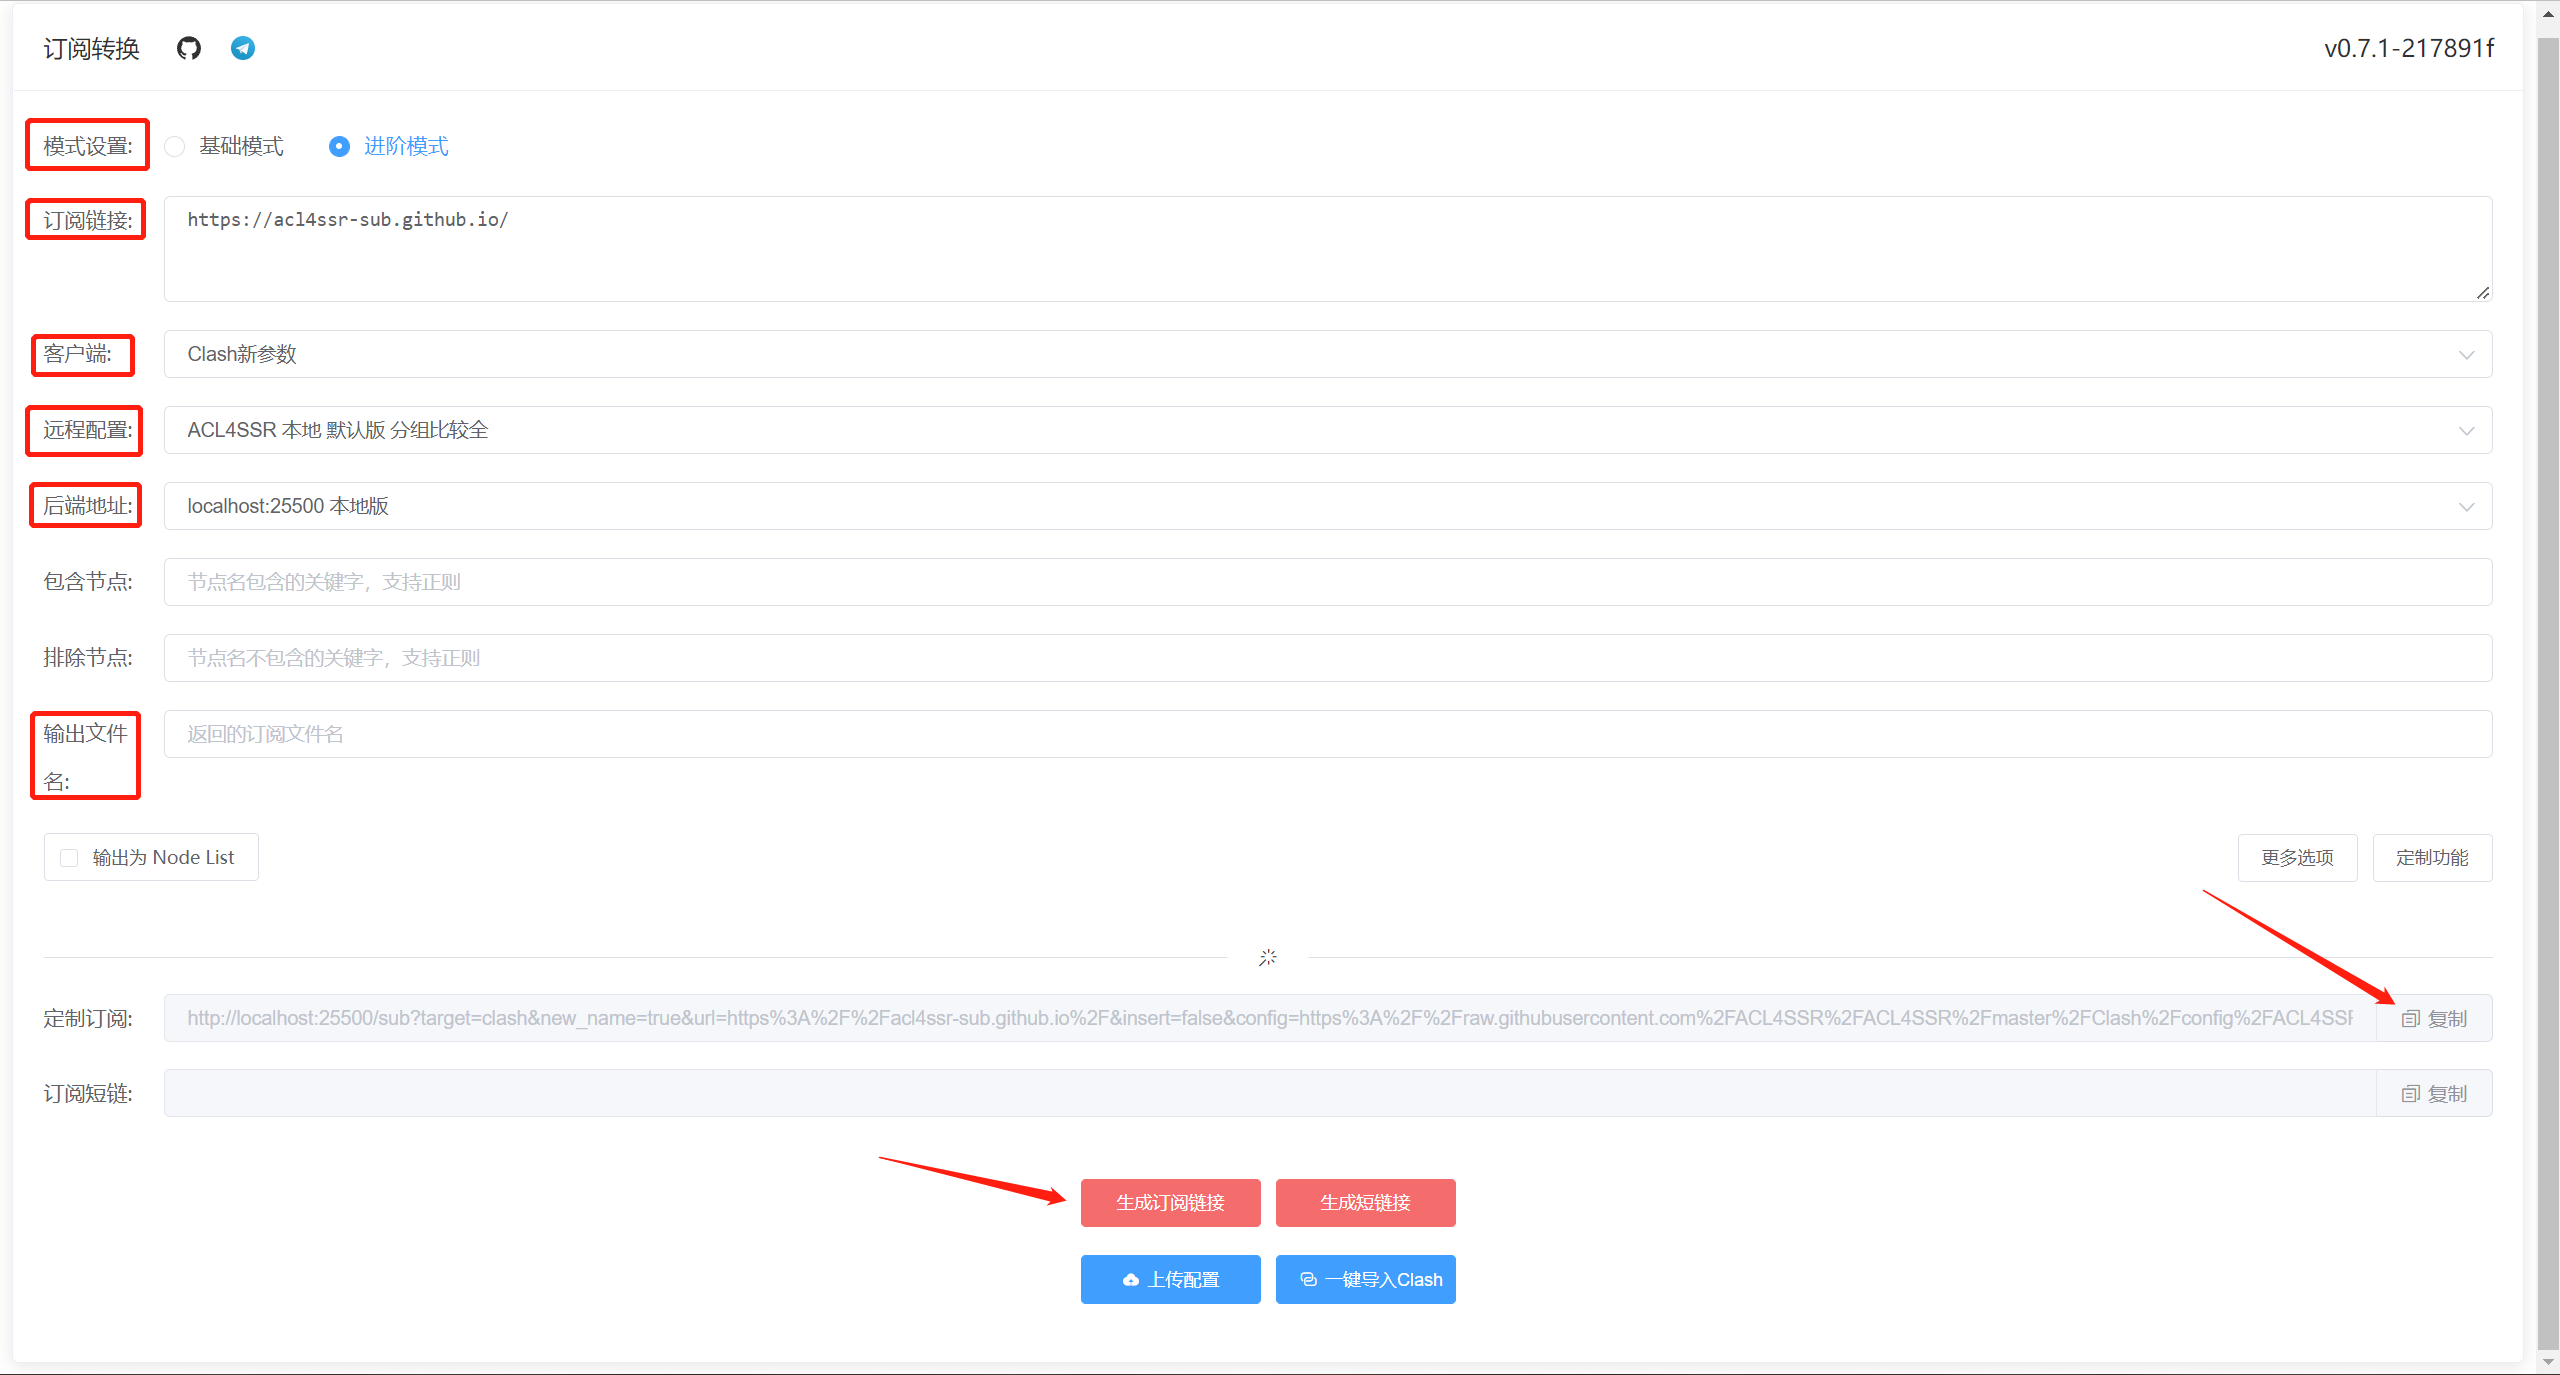 订阅转换
v0.7.1-217891f
模式设置: 基础模式 进阶模式
订阅链接: https://acl4ssr-sub.github.io/
客户端: Clash新参数
远程配置: ACL4SSR 本地 默认版 分组比较全
后端地址: localhost:25500 本地版
包含节点: 节点名包含的关键字，支持正则
排除节点: 节点名不包含的关键字，支持正则
输出文件 返回的订阅文件名
名:
输出为 Node List 更多选项 定制功能
定制订阅: http://localhost:25500/sub?target=clash&new_name=true&url=https%3A%2F%2Facl4ssr-sub.github.io%2F&insert=false&config=https%3A%2F%2Fraw.githubusercontent.com%2FACL4SSR%2FACL4SSR%2Fmaster%2FClash%2Fconfig%2FACL4SSR 复制
订阅短链: 复制
生成订阅链接 生成短链接
上传配置 一键导入Clash